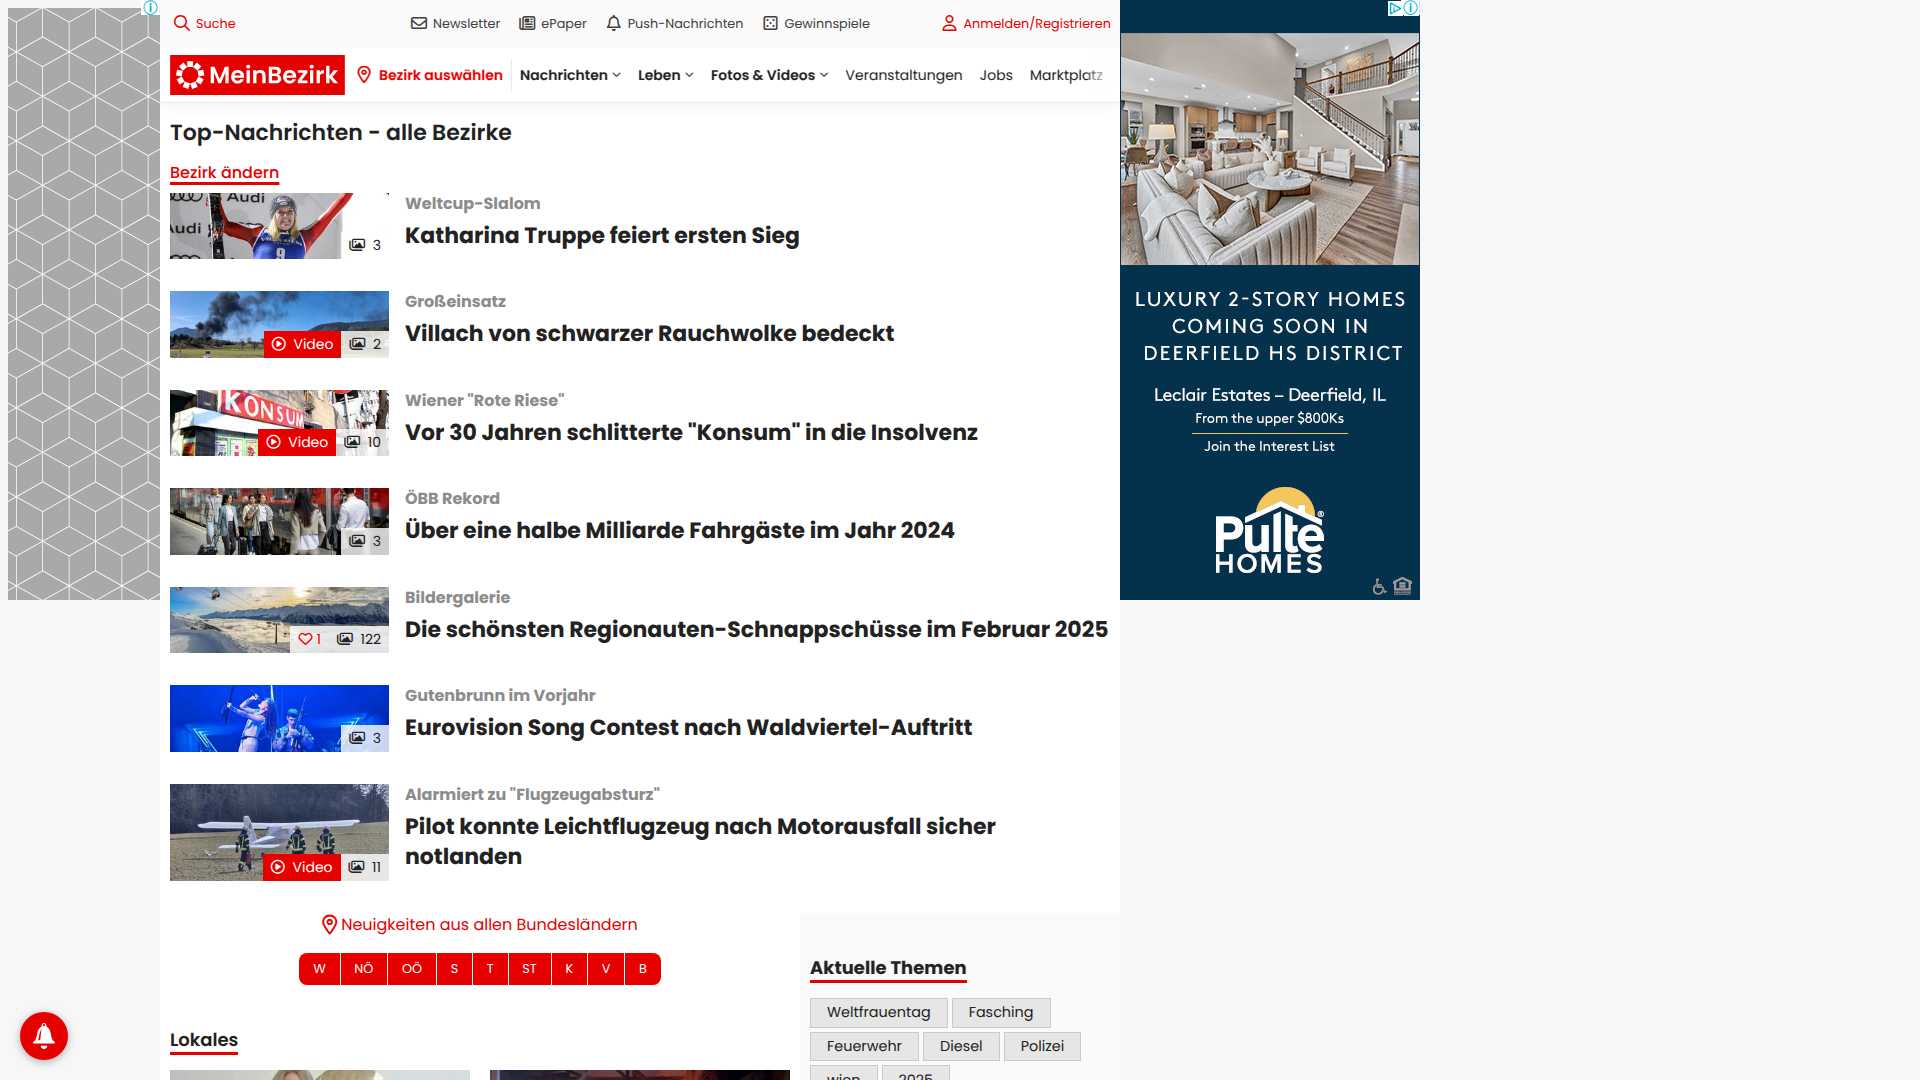 Suche
Newsletter
ePaper
Push-Nachrichten
Gewinnspiele
Anmelden/Registrieren
MeinBezirk
Bezirk auswählen
Nachrichten
Leben
Fotos & Videos
Veranstaltungen
Jobs
Marktplatz
Top-Nachrichten - alle Bezirke
Bezirk ändern
Audi
Audi
9
3
Weltcup-Slalom
Katharina Truppe feiert ersten Sieg
Video
2
Großeinsatz
Villach von schwarzer Rauchwolke bedeckt
KONSUM
Video
10
Wiener "Rote Riese"
Vor 30 Jahren schlitterte "Konsum" in die Insolvenz
3
ÖBB Rekord
Über eine halbe Milliarde Fahrgäste im Jahr 2024
1
122
Bildergalerie
Die schönsten Regionauten-Schnappschüsse im Februar 2025
3
Gutenbrunn im Vorjahr
Eurovision Song Contest nach Waldviertel-Auftritt
Video
11
Alarmiert zu "Flugzeugabsturz"
Pilot konnte Leichtflugzeug nach Motorausfall sicher
notlanden
Neuigkeiten aus allen Bundesländern
W NÖ OÖ S T ST K V B
Lokales
Aktuelle Themen
Weltfrauentag
Fasching
Feuerwehr
Diesel
Polizei
wien
2025
LUXURY 2-STORY HOMES
COMING SOON IN
DEERFIELD HS DISTRICT
Leclair Estates – Deerfield, IL
From the upper $800Ks
Join the Interest List
Pulte®
HOMES